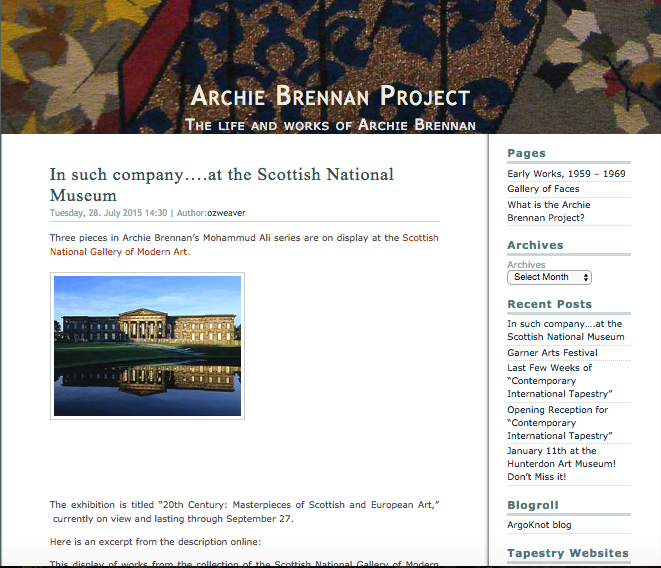 Archie Brennan Project
The life and works of Archie Brennan
In such company....at the Scottish National
Museum
Tuesday, 28. July 2015 14:30 | Author:ozweaver
Three pieces in Archie Brennan's Mohammud Ali series are on display at the Scottish
National Gallery of Modern Art.
The exhibition is titled “20th Century: Masterpieces of Scottish and European Art,”
currently on view and lasting through September 27.
Here is an excerpt from the description online:
This display of works from the collection of the Scottish National Gallery of Modern
Pages
Early Works, 1959 – 1969
Gallery of Faces
What is the Archie
Brennan Project?
Archives
Archives
Select Month
Recent Posts
In such company....at the
Scottish National Museum
Garner Arts Festival
Last Few Weeks of
“Contemporary
International Tapestry”
Opening Reception for
“Contemporary
International Tapestry”
January 11th at the
Hunterdon Art Museum!
Don't Miss it!
Blogroll
ArgoKnot blog
Tapestry Websites